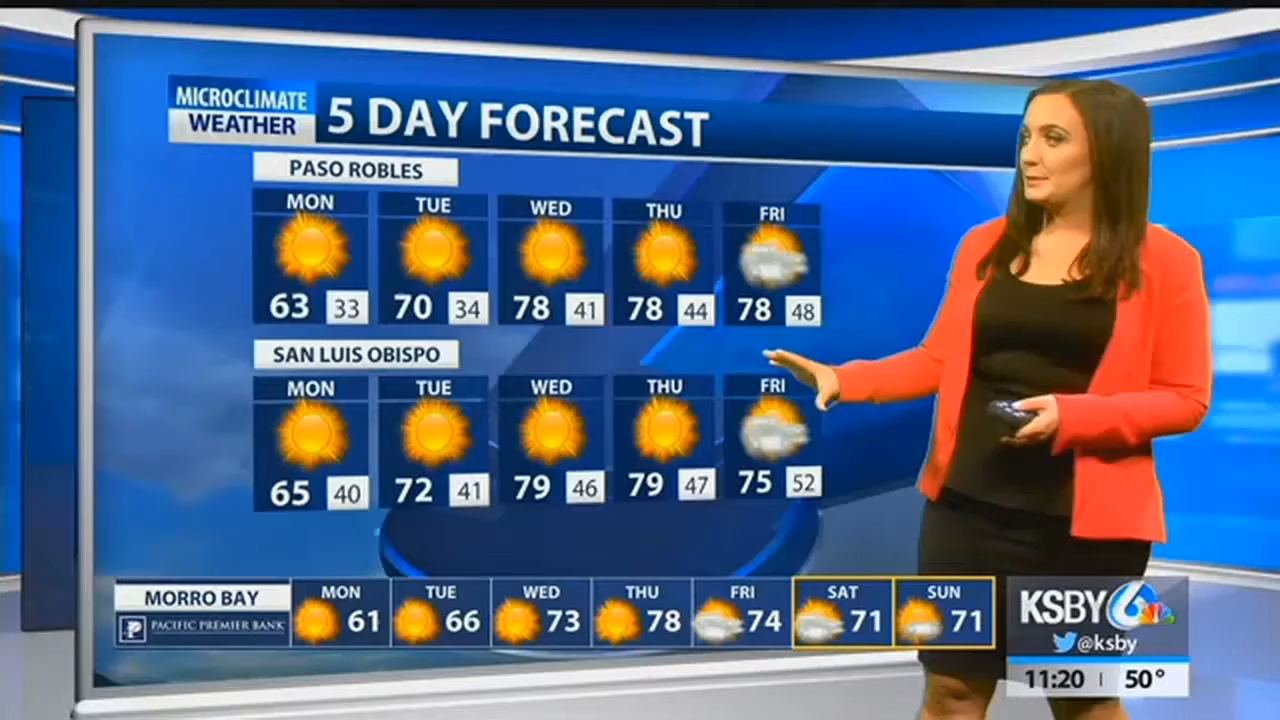 MICROCLIMATE
WEATHER
5 DAY FORECAST
PASO ROBLES
MON TUE WED THU FRI
63 33 70 34 78 41 78 44 78 48
SAN LUIS OBISPO
MON TUE WED THU FRI
65 40 72 41 79 46 79 47 75 52
MORRO BAY
PACIFIC PREMIER BANK
MON TUE WED THU FRI SAT SUN
61 66 73 78 74 71 71
KSBY 6
@ksby
11:20 50°